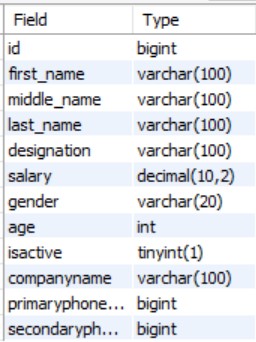 Field Type
id bigint
first_name varchar(100)
middle_name varchar(100)
last_name varchar(100)
designation varchar(100)
salary decimal(10,2)
gender varchar(20)
age int
isactive tinyint(1)
companyname varchar(100)
primaryphone... bigint
secondaryph... bigint